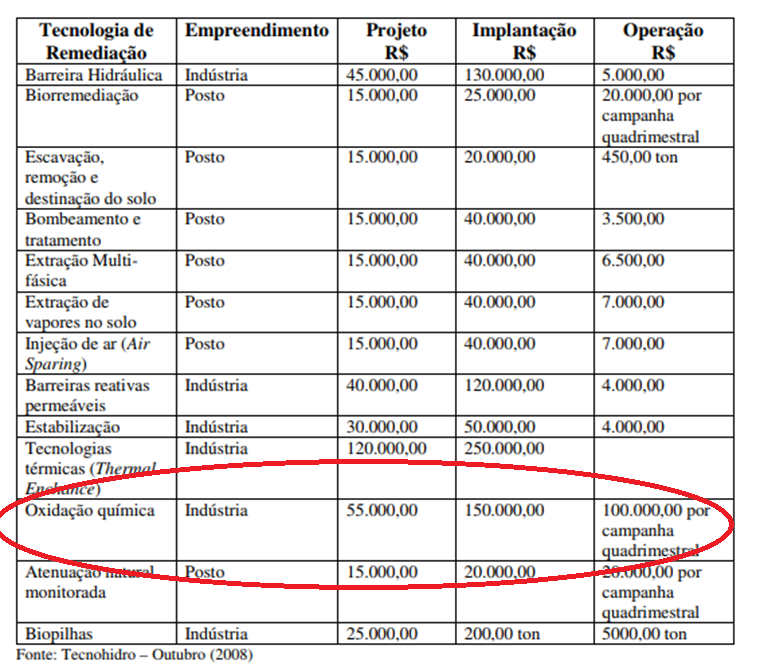 Tecnologia de Remediação Empreendimento Projeto R$ Implantação R$ Operação R$
Barreira Hidráulica Indústria 45.000,00 130.000,00 5.000,00
Biorremediação Posto 15.000,00 25.000,00 20.000,00 por
campanha
quadrimestral
Escavação, Posto 15.000,00 20.000,00 450,00 ton
remoção e
destinação do solo
Bombeamento e Posto 15.000,00 40.000,00 3.500,00
tratamento
Extração Multi- Posto 15.000,00 40.000,00 6.500,00
fásica
Extração de Posto 15.000,00 40.000,00 7.000,00
vapores no solo
Injeção de ar (Air Posto 15.000,00 40.000,00 7.000,00
Sparing)
Barreiras reativas Indústria 40.000,00 120.000,00 4.000,00
permeáveis
Estabilização Indústria 30.000,00 50.000,00 4.000,00
Tecnologias Indústria 120.000,00 250.000,00
térmicas (Thermal
Enchance)
Oxidação química Indústria 55.000,00 150.000,00 100.000,00 por
campanha
quadrimestral
Atenuação natural Posto 15.000,00 20.000,00 20.000,00 por
monitorada campanha
quadrimestral
Biopilhas Indústria 25.000,00 200,00 ton 5000,00 ton
Fonte: Tecnohidro – Outubro (2008)